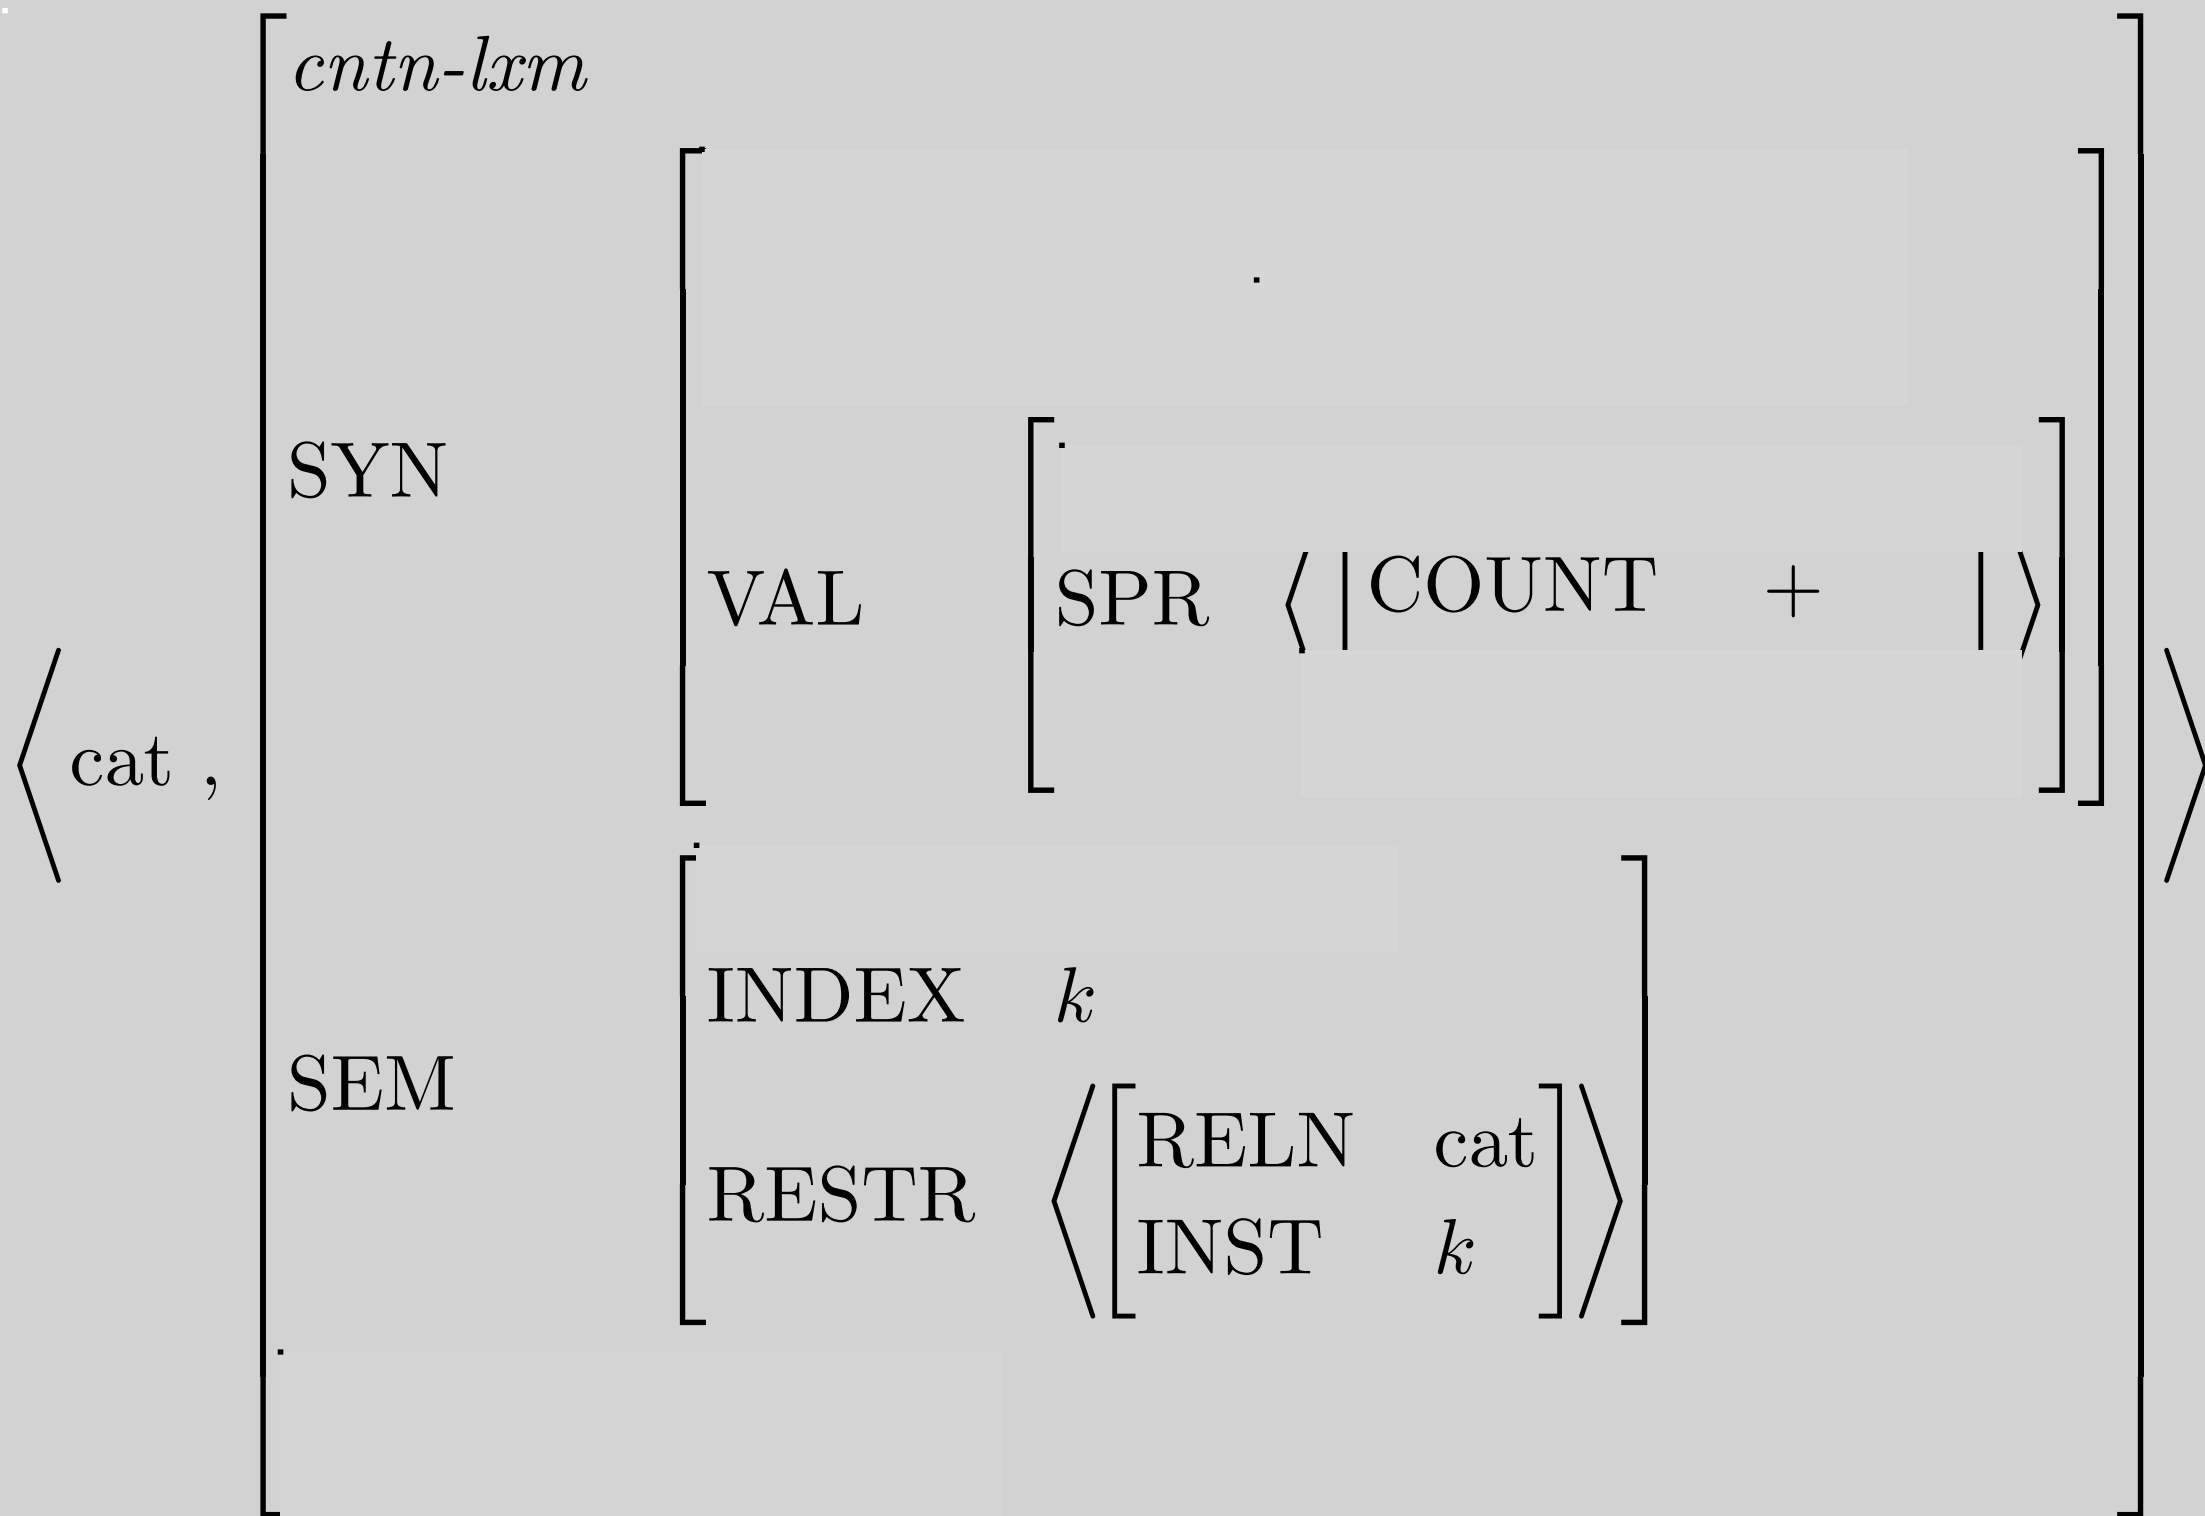 cntn-lxm
SYN
VAL
SPR ⟨ | COUNT + | ⟩
⟨ cat ,
SEM
INDEX k
RESTR
RELN cat
INST k